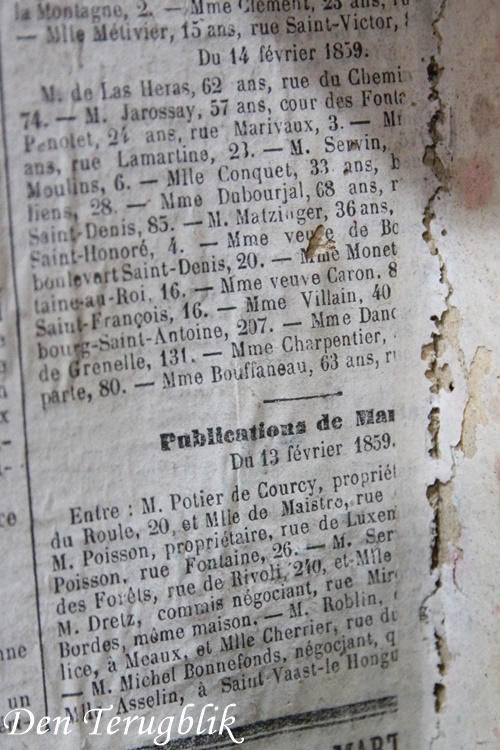 la Montagne, 2. — Mme Clément, 25 ans, ru
— Mlle Métivier, 15 ans, rue Saint-Victor,
Du 14 février 1859.
M. de Las Heras, 62 ans, rue du Chemi
74. — M. Jarossay, 57 ans, cour des Fonta
Penolet, 24 ans, rue Marivaux, 3. —
ans, rue Lamartine, 23. — M. Servin,
Moulins, 6. — Mlle Conquet, 33 ans,
liens, 28. — Mme Dubourjal, 68 ans, r
Saint-Denis, 85. — M. Matzinger, 36 ans,
Saint-Honoré, 4. — Mme veuve de Bo
boulevart Saint-Denis, 20. — Mme Monet
taine-au-Roi, 16. — Mme veuve Caron, 8
Saint-François, 16. — Mme Villain, 40
bourg-Saint-Antoine, 207. — Mme Danc
de Grenelle, 131. — Mme Charpentier,
parte, 80. — Mme Bouffaneau, 63 ans, r
Publications de Mar
Du 13 février 1859.
Entre : M. Potier de Courcy, propriét
du Roule, 20, et Mlle de Maistre, rue
M. Poisson, propriétaire, rue de Luxem
Poisson, rue Fontaine, 26. — M. Ser
des Forêts, rue de Rivoli, 240, et Mlle
M. Dretz, commis négociant, rue Mir
Bordes, même maison. — M. Roblin,
lice, à Meaux, et Mlle Cherrier, rue du
— M. Michel Bonnefonds, négociant, q
Mlle Asselin, à Saint-Vaast-le Hougu
nne
un
Den Terugblik